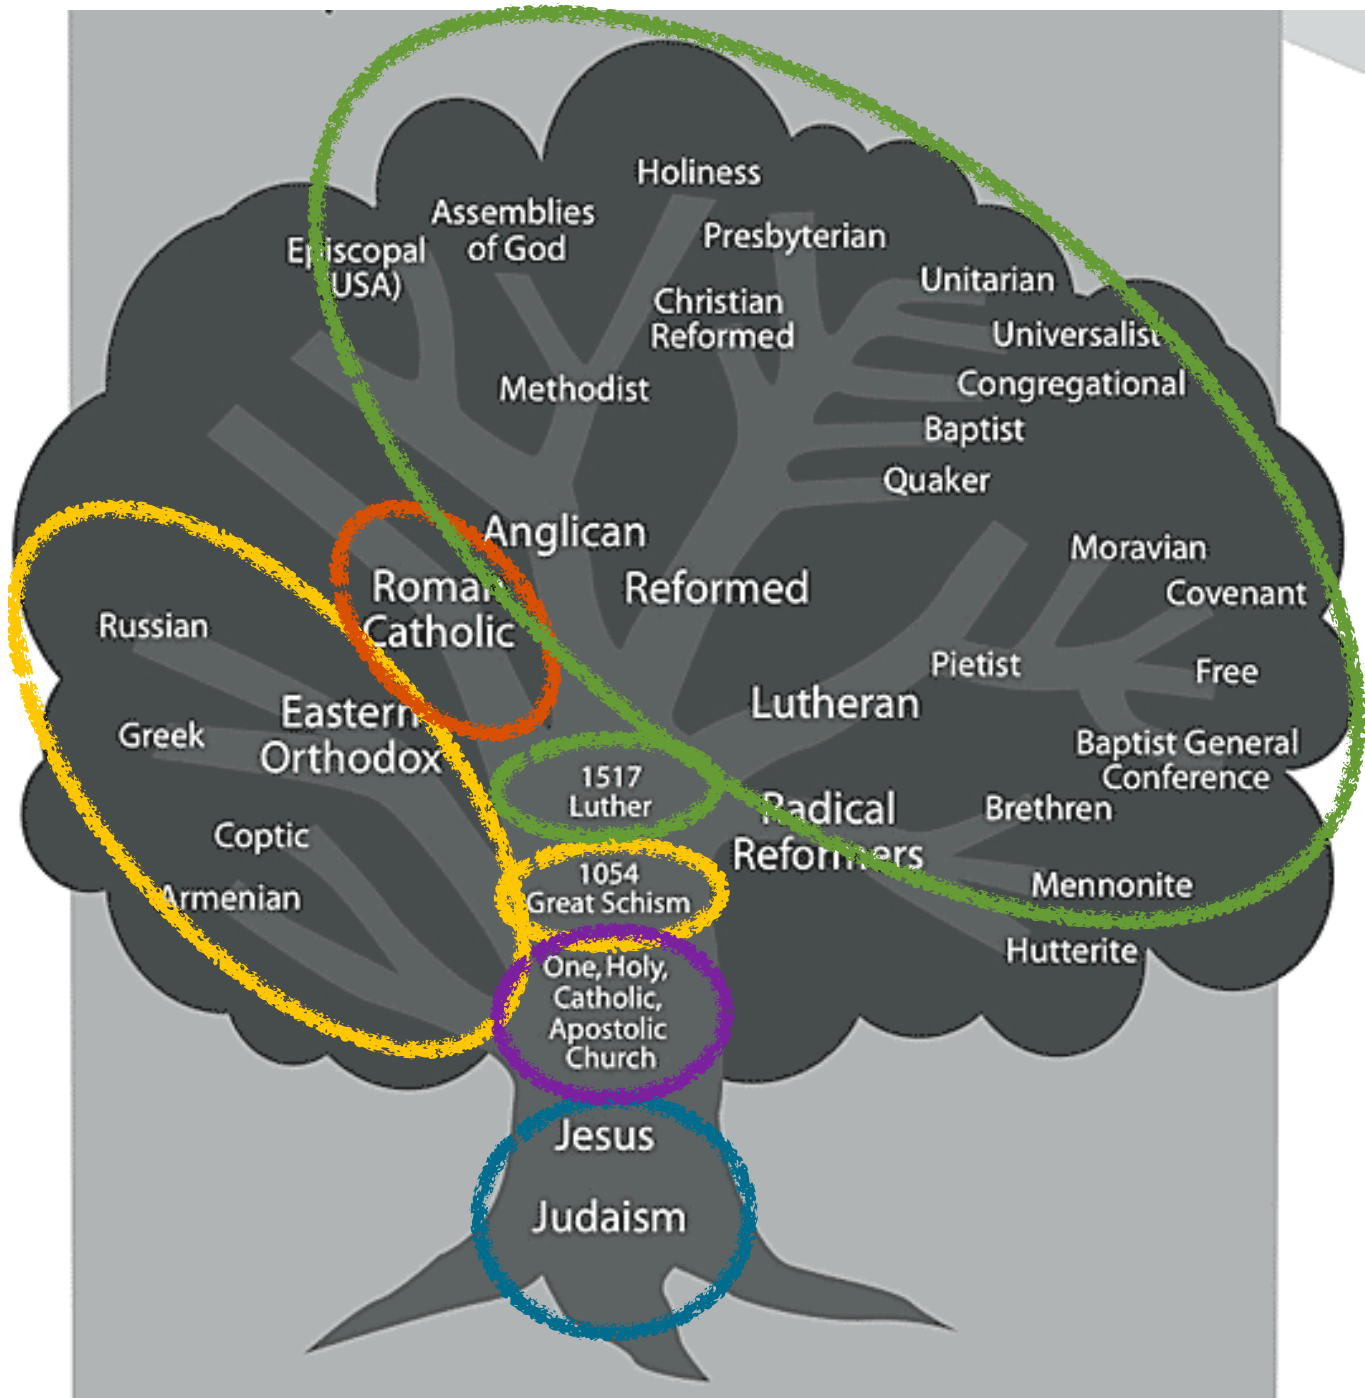 Holiness
Assemblies
of God
Presbyterian
Episcopal
(USA)
Unitarian
Christian
Reformed
Universalist
Methodist
Congregational
Baptist
Quaker
Anglican
Moravian
Roman
Catholic
Reformed
Covenant
Russian
Pietist
Free
Eastern
Orthodox
Lutheran
Greek
Baptist General
Conference
1517
Luther
Radical
Reformers
Brethren
Coptic
1054
Great Schism
Armenian
Mennonite
Hutterite
One, Holy,
Catholic,
Apostolic
Church
Jesus
Judaism